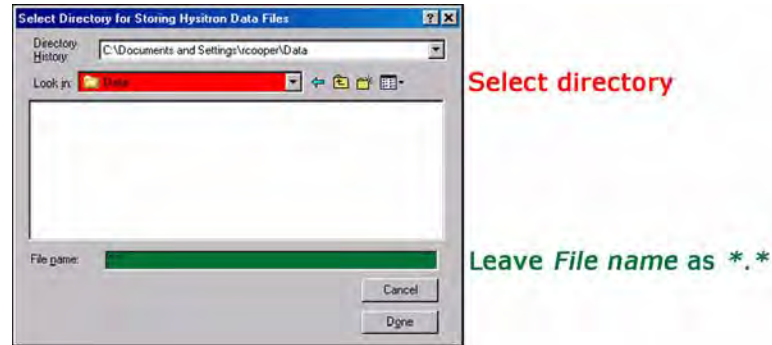 Select Directory for Storing Hysitron Data Files
Directory History:
C:\Documents and Settings\rcooper\Data
Look in:
Data
Select directory
File name:
Leave File name as *.*
Cancel
Done